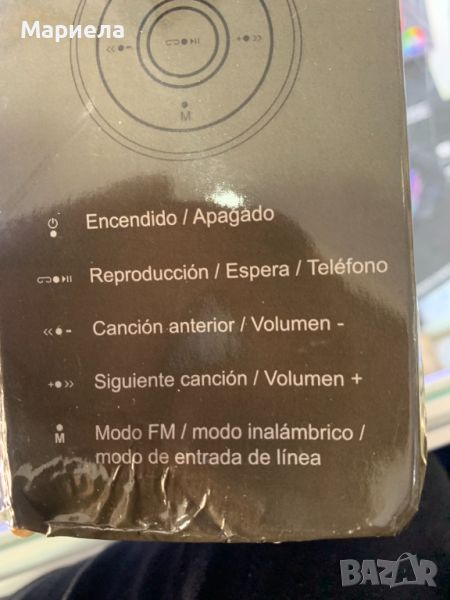 Мариела
M
Encendido / Apagado
Reproducción / Espera / Teléfono
Canción anterior / Volumen -
Siguiente canción / Volumen +
M
Modo FM / modo inalámbrico /
modo de entrada de línea
BAZAR